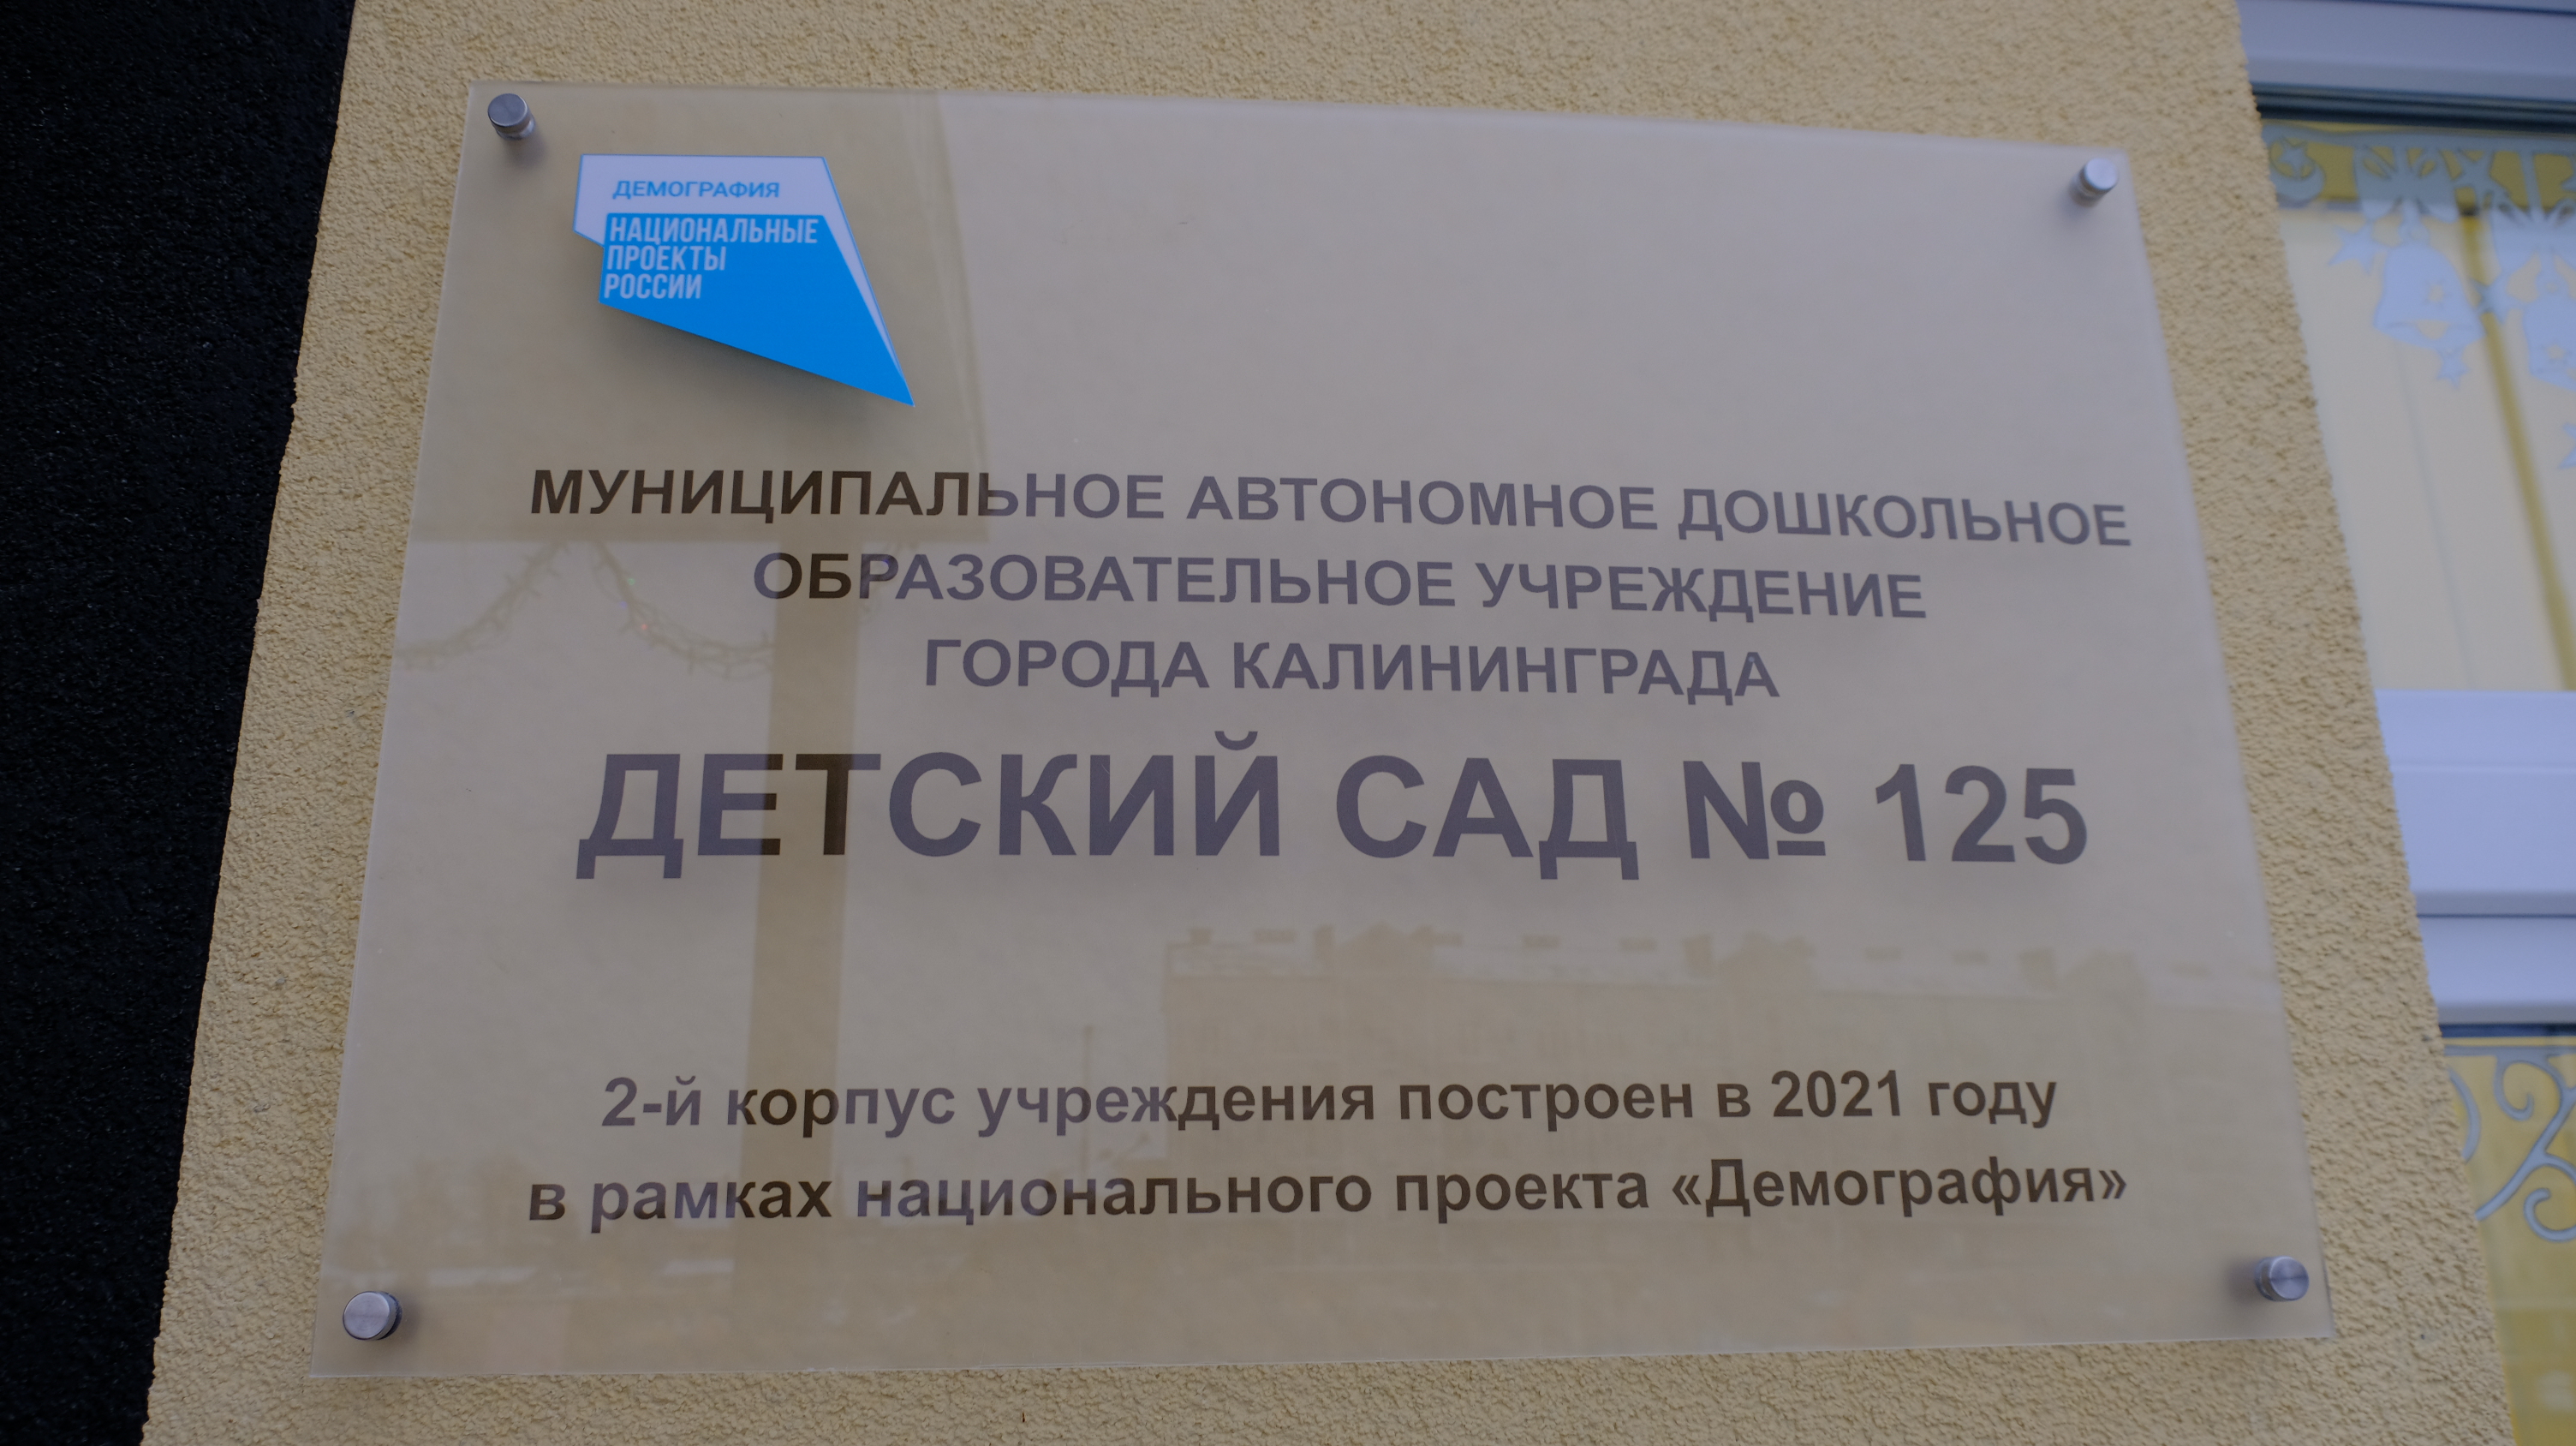 ДЕМОГРАФИЯ
НАЦИОНАЛЬНЫЕ
ПРОЕКТЫ
РОССИИ
МУНИЦИПАЛЬНОЕ АВТОНОМНОЕ ДОШКОЛЬНОЕ
ОБРАЗОВАТЕЛЬНОЕ УЧРЕЖДЕНИЕ
ГОРОДА КАЛИНИНГРАДА
ДЕТСКИЙ САД № 125
2-й корпус учреждения построен в 2021 году
в рамках национального проекта «Демография»